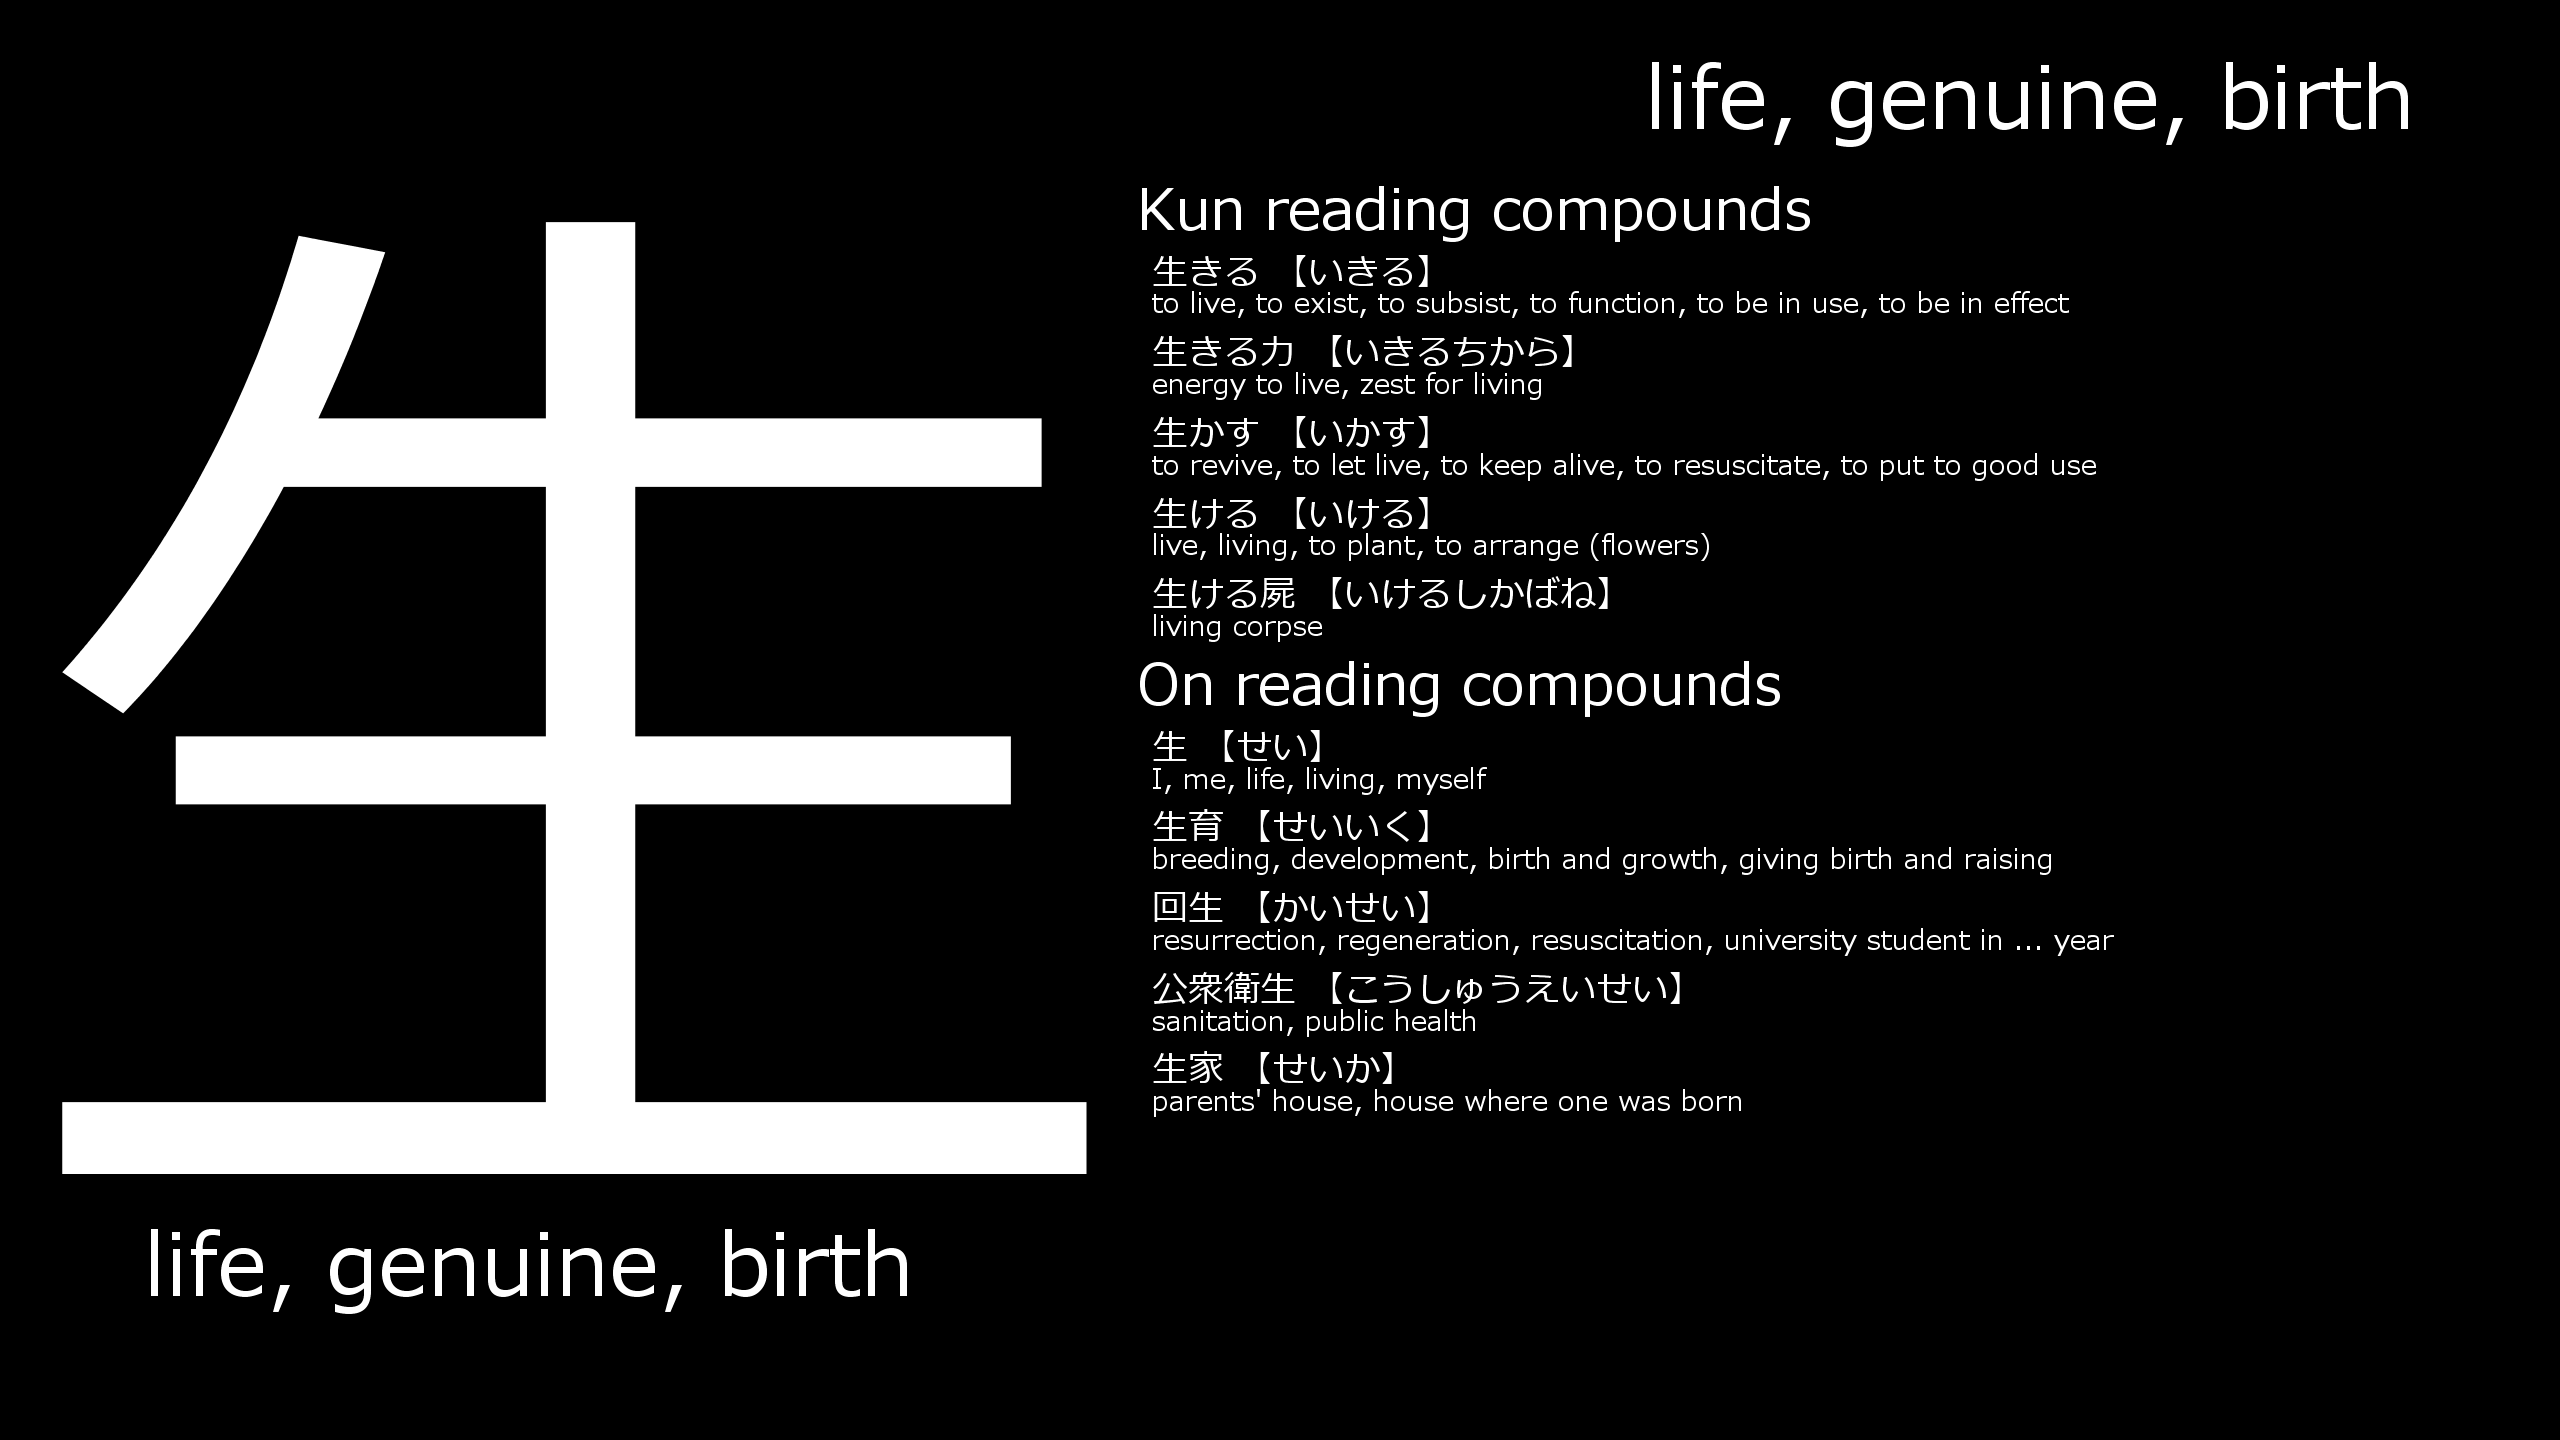 life, genuine, birth
生
life, genuine, birth
Kun reading compounds
生きる 【いきる】
to live, to exist, to subsist, to function, to be in use, to be in effect
生きる力 【いきるちから】
energy to live, zest for living
生かす 【いかす】
to revive, to let live, to keep alive, to resuscitate, to put to good use
生ける 【いける】
live, living, to plant, to arrange (flowers)
生ける屍 【いけるしかばね】
living corpse
On reading compounds
生 【せい】
I, me, life, living, myself
生育 【せいいく】
breeding, development, birth and growth, giving birth and raising
回生 【かいせい】
resurrection, regeneration, resuscitation, university student in ... year
公衆衛生 【こうしゅうえいせい】
sanitation, public health
生家 【せいか】
parents' house, house where one was born